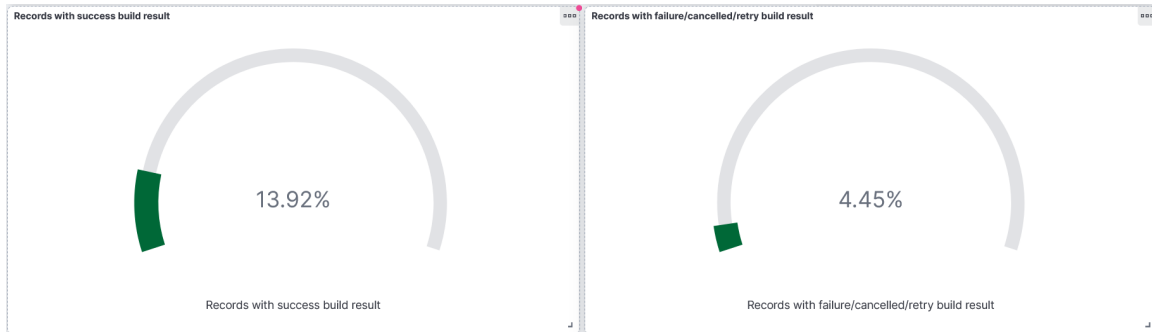 Records with success build result
13.92%
Records with success build result
Records with failure/cancelled/retry build result
4.45%
Records with failure/cancelled/retry build result